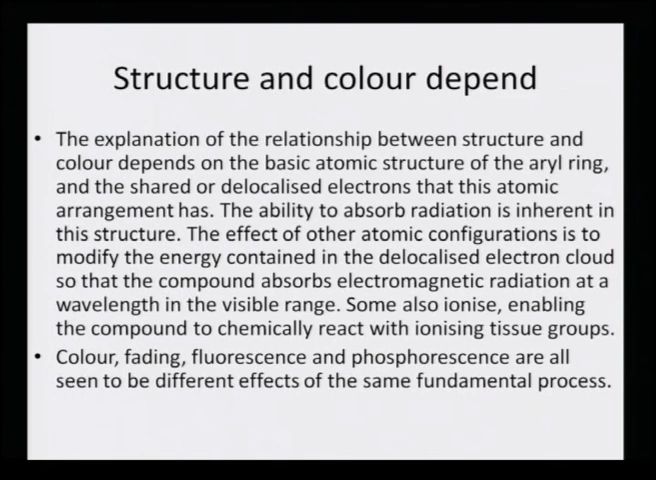 Structure and colour depend
• The explanation of the relationship between structure and
colour depends on the basic atomic structure of the aryl ring,
and the shared or delocalised electrons that this atomic
arrangement has. The ability to absorb radiation is inherent in
this structure. The effect of other atomic configurations is to
modify the energy contained in the delocalised electron cloud
so that the compound absorbs electromagnetic radiation at a
wavelength in the visible range. Some also ionise, enabling
the compound to chemically react with ionising tissue groups.
• Colour, fading, fluorescence and phosphorescence are all
seen to be different effects of the same fundamental process.